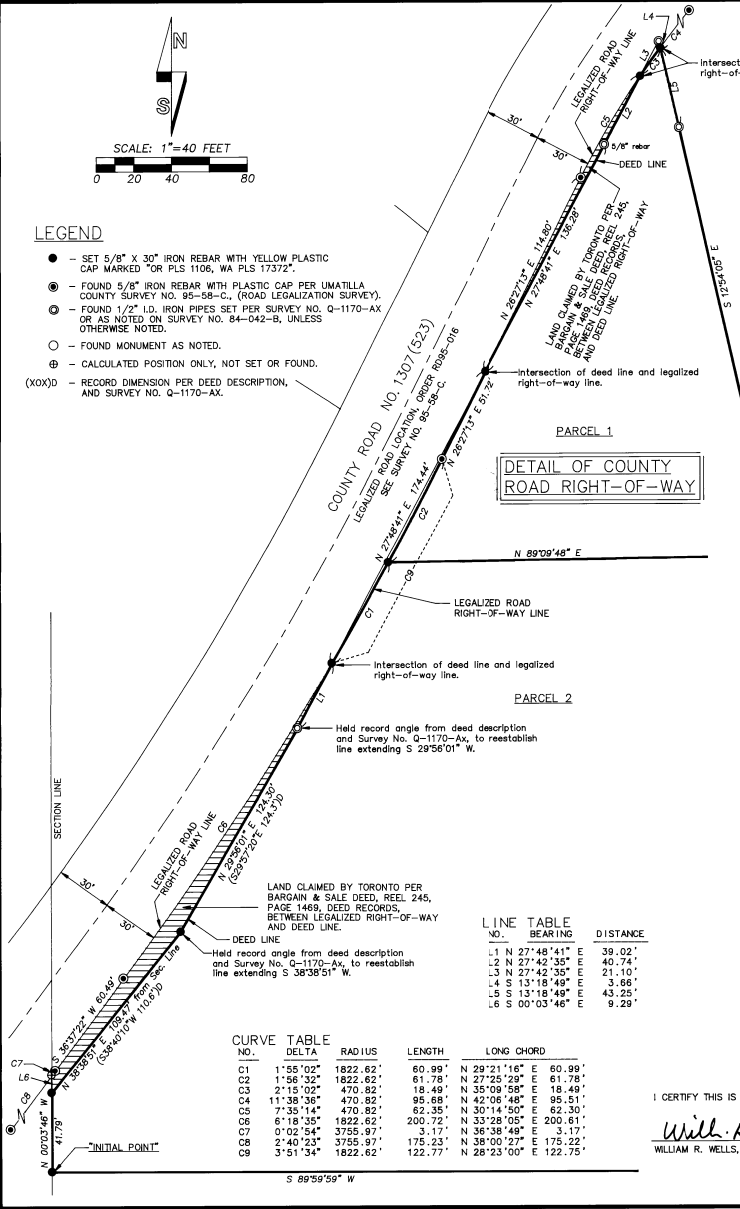 N
S
SCALE: 1"=40 FEET
0 20 40 80
LEGEND
● – SET 5/8" X 30" IRON REBAR WITH YELLOW PLASTIC
CAP MARKED "OR PLS 1106, WA PLS 17372".
◉ – FOUND 5/8" IRON REBAR WITH PLASTIC CAP PER UMATILLA
COUNTY SURVEY NO. 95-58-C., (ROAD LEGALIZATION SURVEY).
◎ – FOUND 1/2" I.D. IRON PIPES SET PER SURVEY NO. Q-1170-AX
OR AS NOTED ON SURVEY NO. 84-042-B, UNLESS
OTHERWISE NOTED.
○ – FOUND MONUMENT AS NOTED.
⊕ – CALCULATED POSITION ONLY, NOT SET OR FOUND.
(XOX)D – RECORD DIMENSION PER DEED DESCRIPTION,
AND SURVEY NO. Q-1170-AX.
L4
C4
L3
C3
L5
Intersect
right-of-
LEGALIZED ROAD
RIGHT-OF-WAY LINE
C5
L2
30'
30'
5/8" rebar
DEED LINE
S 12°54'05" E
N 26°27'13" E 114.80'
N 27°48'41" E 136.28'
LAND CLAIMED BY TORONTO PER
BARGAIN & SALE DEED, REEL 245,
PAGE 1469, DEED RECORDS,
BETWEEN LEGALIZED RIGHT-OF-WAY
AND DEED LINE.
COUNTY ROAD NO. 1307(523)
LEGALIZED ROAD LOCATION, ORDER RD95-016
SEE SURVEY NO. 95-58-C.
Intersection of deed line and legalized
right-of-way line.
N 26°27'13" E 51.72'
PARCEL 1
DETAIL OF COUNTY
ROAD RIGHT-OF-WAY
N 27°48'41" E 174.44'
C2
C9
N 89°09'48" E
C1
LEGALIZED ROAD
RIGHT-OF-WAY LINE
Intersection of deed line and legalized
right-of-way line.
L1
PARCEL 2
Held record angle from deed description
and Survey No. Q-1170-Ax, to reestablish
line extending S 29°56'01" W.
SECTION LINE
C6
N 29°56'01" E 124.30'
(S29°57'20"E 124.3')D
LEGALIZED ROAD
RIGHT-OF-WAY LINE
30'
30'
LAND CLAIMED BY TORONTO PER
BARGAIN & SALE DEED, REEL 245,
PAGE 1469, DEED RECORDS,
BETWEEN LEGALIZED RIGHT-OF-WAY
AND DEED LINE.
DEED LINE
Held record angle from deed description
and Survey No. Q-1170-Ax, to reestablish
line extending S 38°38'51" W.
S 36°37'22" W 60.49'
N 38°38'51" E 109.47' from Sec. Line
(S38°40'10"W 110.6')D
C7
L6
C8
N 00°03'46" W
41.79'
"INITIAL POINT"
S 89°59'59" W
LINE TABLE
NO. BEARING DISTANCE
L1 N 27°48'41" E 39.02'
L2 N 27°42'35" E 40.74'
L3 N 27°42'35" E 21.10'
L4 S 13°18'49" E 3.66'
L5 S 13°18'49" E 43.25'
L6 S 00°03'46" E 9.29'
CURVE TABLE
NO. DELTA RADIUS LENGTH LONG CHORD
C1 1°55'02" 1822.62' 60.99' N 29°21'16" E 60.99'
C2 1°56'32" 1822.62' 61.78' N 27°25'29" E 61.78'
C3 2°15'02" 470.82' 18.49' N 35°09'58" E 18.49'
C4 11°38'36" 470.82' 95.68' N 42°06'48" E 95.51'
C5 7°35'14" 470.82' 62.35' N 30°14'50" E 62.30'
C6 6°18'35" 1822.62' 200.72' N 33°28'05" E 200.61'
C7 0°02'54" 3755.97' 3.17' N 36°38'49" E 3.17'
C8 2°40'23" 3755.97' 175.23' N 38°00'27" E 175.22'
C9 3°51'34" 1822.62' 122.77' N 28°23'00" E 122.75'
I CERTIFY THIS IS
Will. A
WILLIAM R. WELLS,